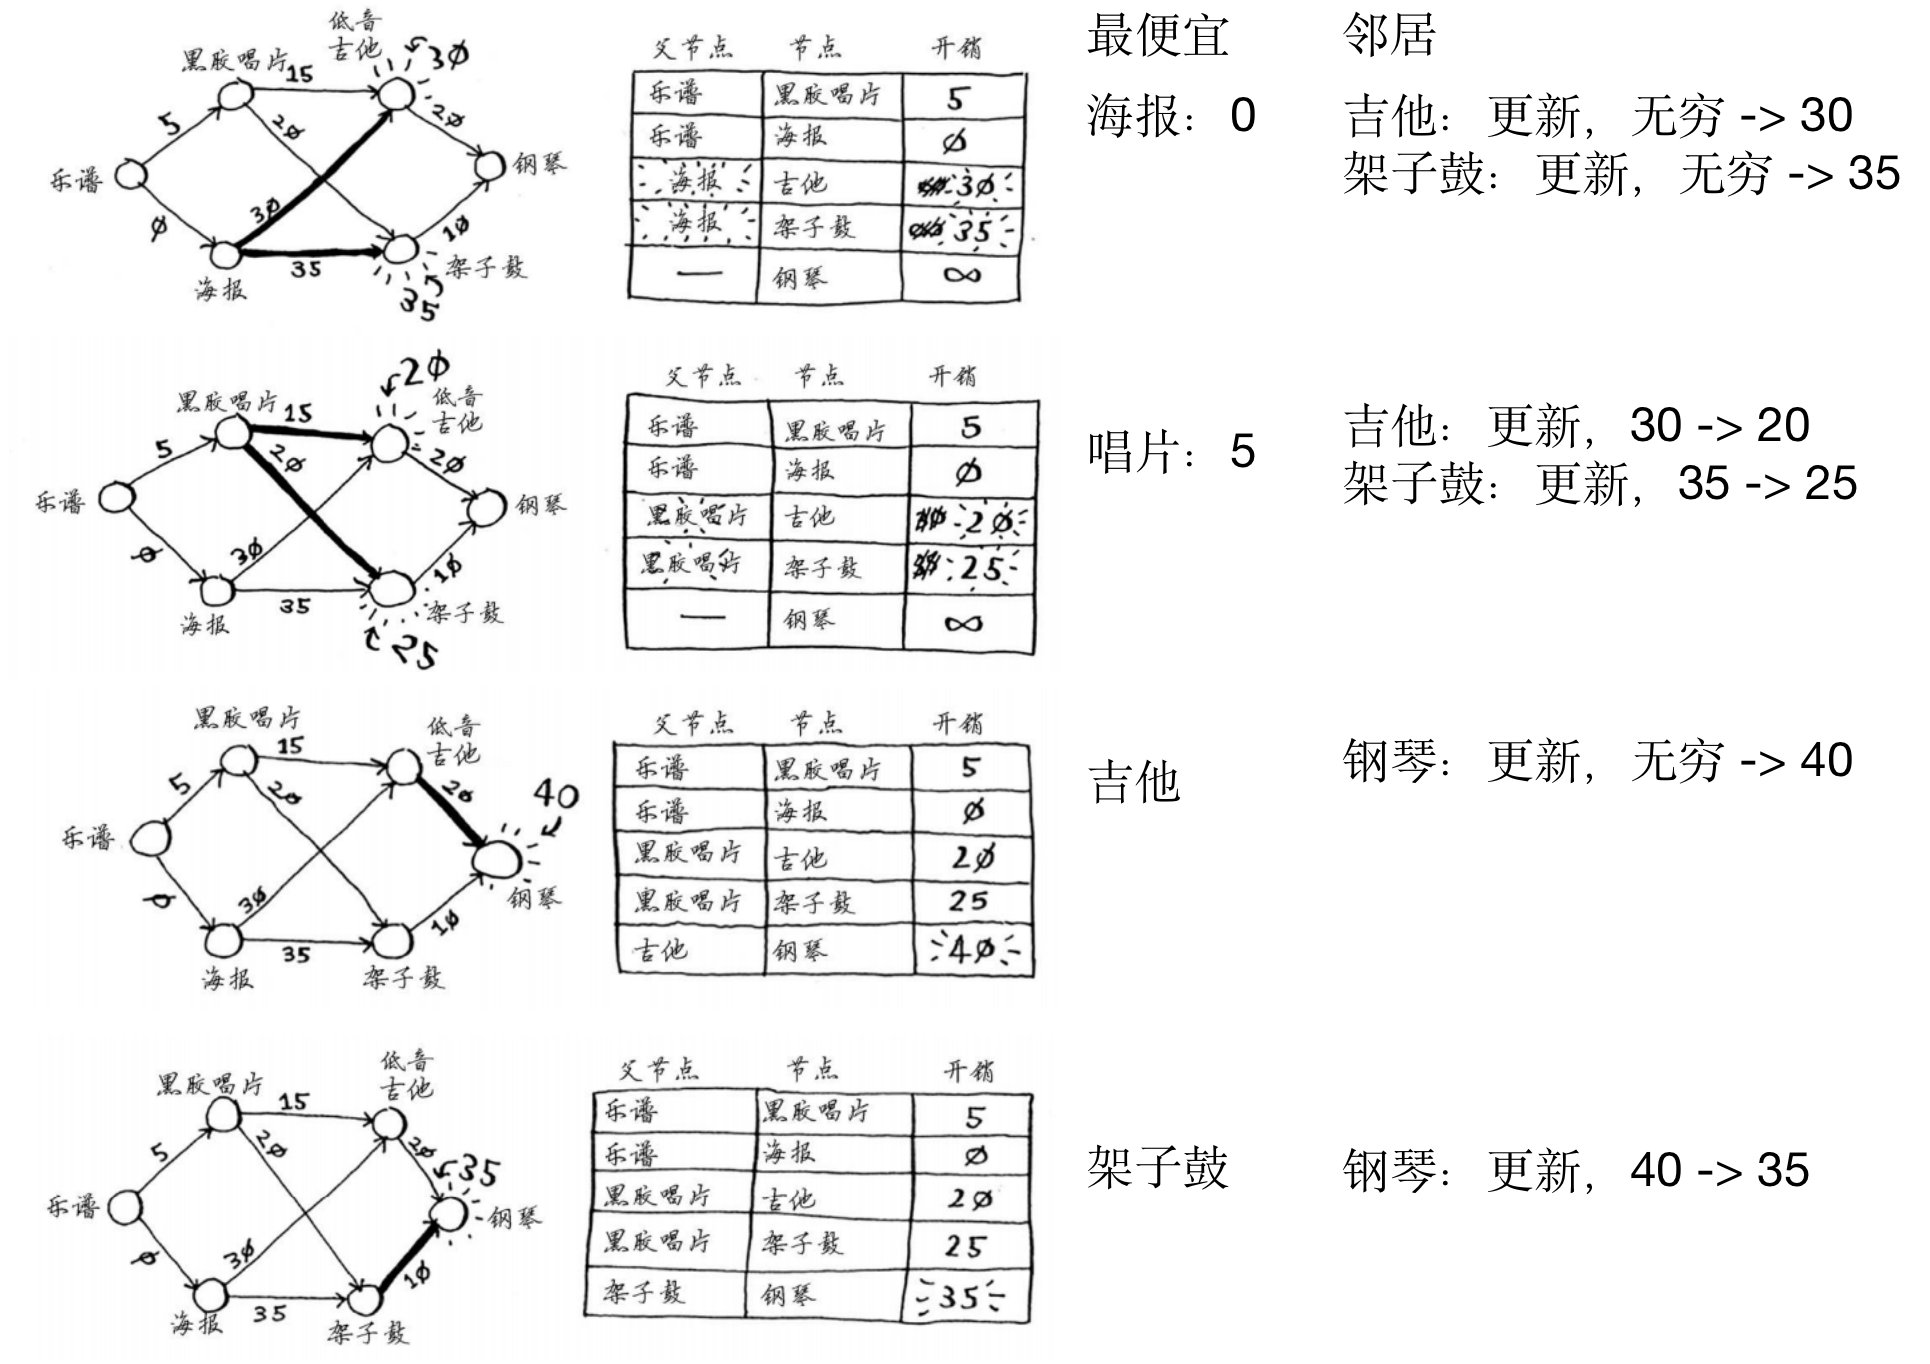 低音
吉他
30
黑胶唱片
15
5
20
20
乐谱
钢琴
0
30
10
35
海报
架子鼓
35
父节点 节点 开销
乐谱 黑胶唱片 5
乐谱 海报 0
海报 吉他 30
海报 架子鼓 35
— 钢琴 ∞
最便宜 邻居
海报：0 吉他：更新，无穷 -> 30
架子鼓：更新，无穷 -> 35
20
低音
吉他
黑胶唱片
15
5
20
20
乐谱
钢琴
0
30
10
35
海报
架子鼓
25
父节点 节点 开销
乐谱 黑胶唱片 5
乐谱 海报 0
黑胶唱片 吉他 20
黑胶唱片 架子鼓 25
— 钢琴 ∞
唱片：5 吉他：更新，30 -> 20
架子鼓：更新，35 -> 25
黑胶唱片
低音
吉他
15
5
20
20
40
乐谱
钢琴
0
30
10
35
海报
架子鼓
父节点 节点 开销
乐谱 黑胶唱片 5
乐谱 海报 0
黑胶唱片 吉他 20
黑胶唱片 架子鼓 25
吉他 钢琴 40
吉他 钢琴：更新，无穷 -> 40
低音
吉他
黑胶唱片
15
5
20
20
35
乐谱
钢琴
0
30
10
35
海报
架子鼓
父节点 节点 开销
乐谱 黑胶唱片 5
乐谱 海报 0
黑胶唱片 吉他 20
黑胶唱片 架子鼓 25
架子鼓 钢琴 35
架子鼓 钢琴：更新，40 -> 35